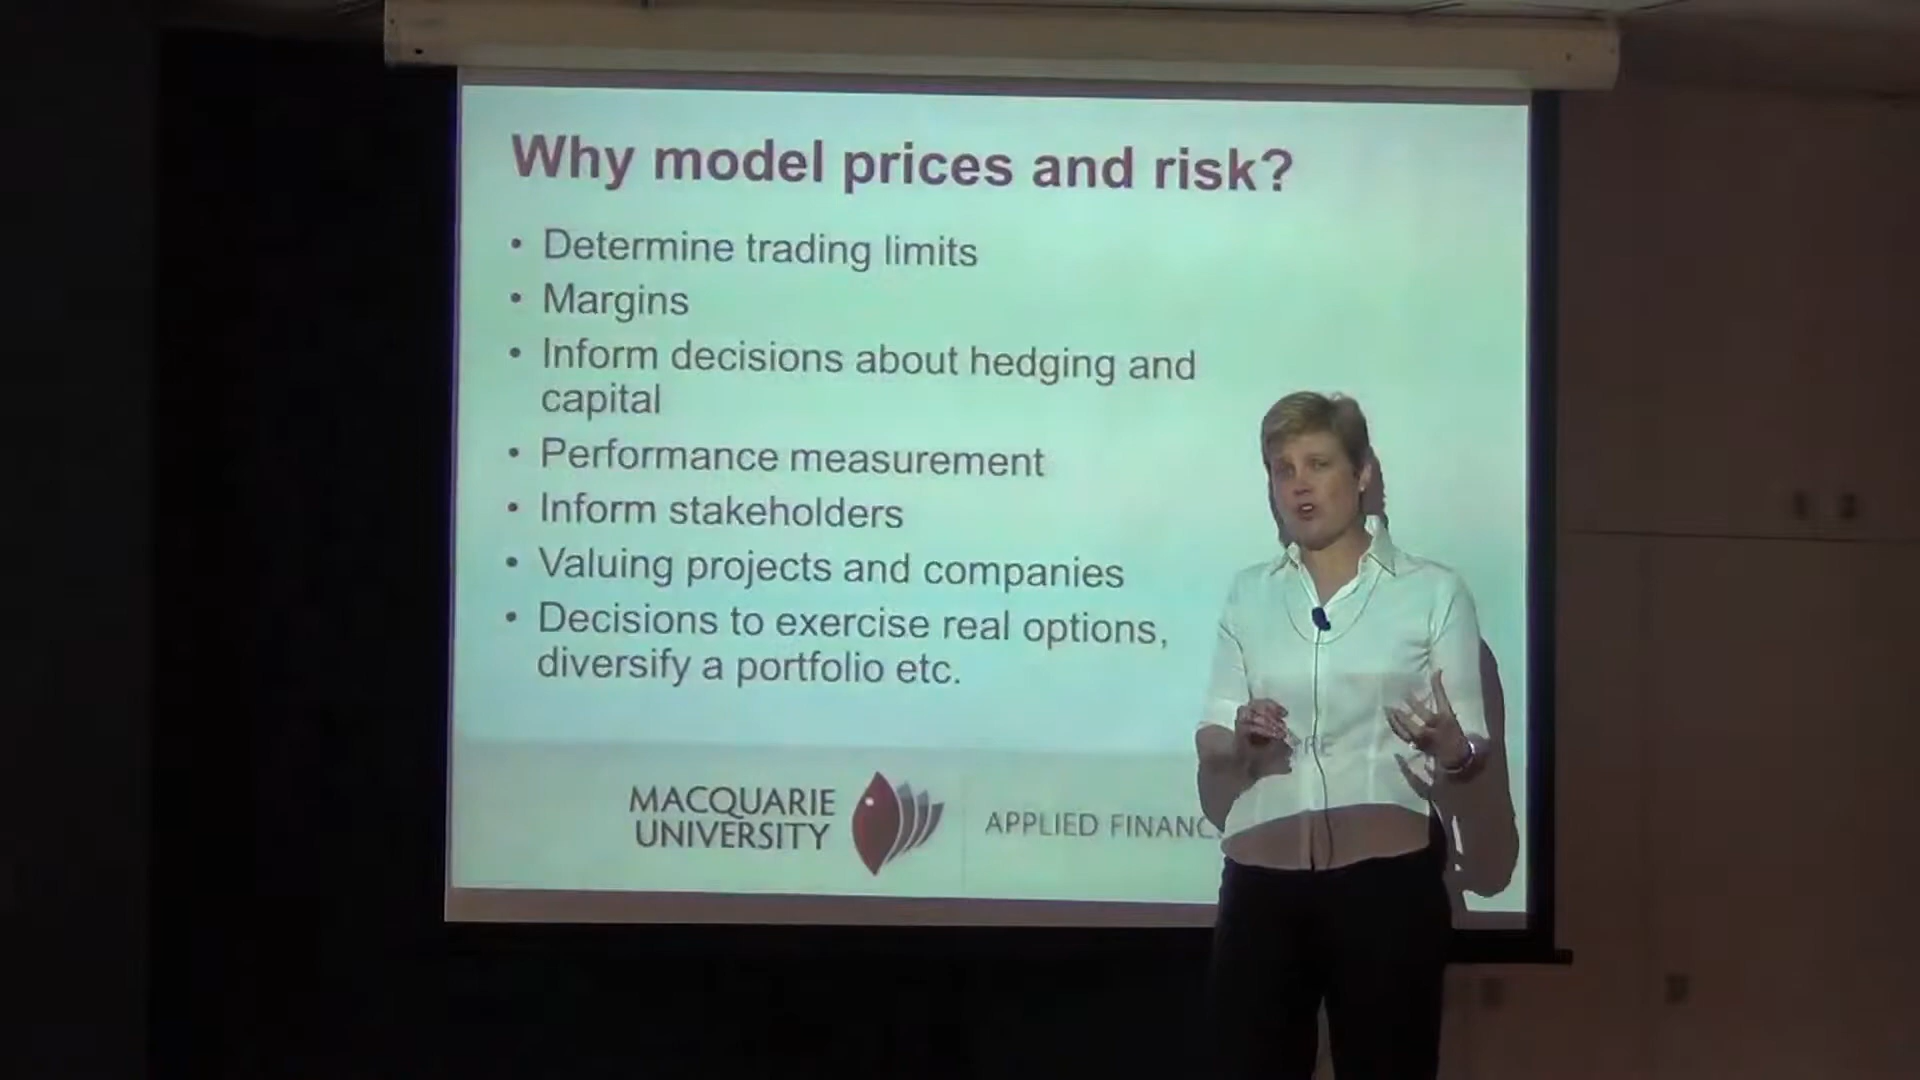 Why model prices and risk?
• Determine trading limits
• Margins
• Inform decisions about hedging and
capital
• Performance measurement
• Inform stakeholders
• Valuing projects and companies
• Decisions to exercise real options,
diversify a portfolio etc.
MACQUARIE
UNIVERSITY
APPLIED